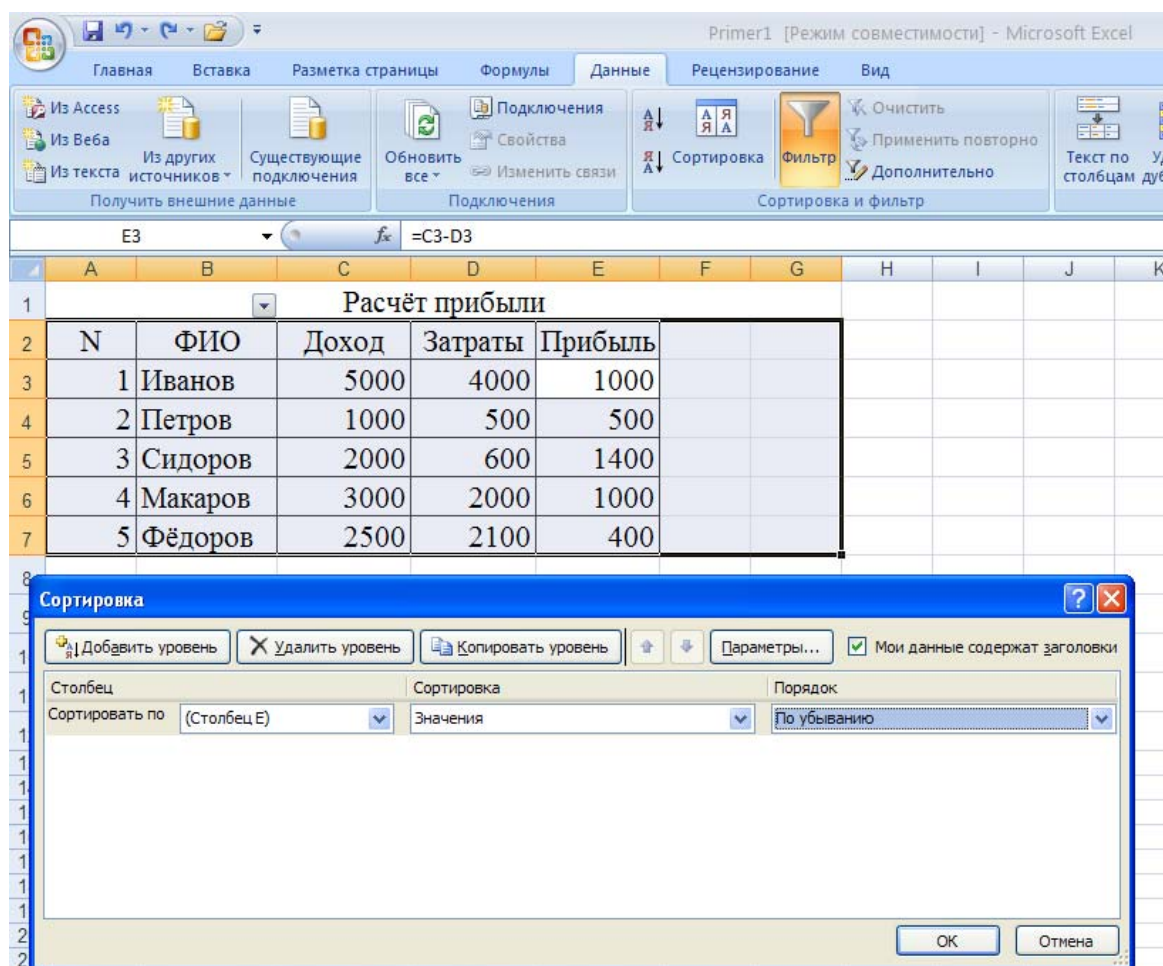 Primer1 [Режим совместимости] - Microsoft Excel
Главная Вставка Разметка страницы Формулы Данные Рецензирование Вид
Из Access
Из Веба
Из текста
Из других источников
Существующие подключения
Получить внешние данные
Обновить все
Подключения
Свойства
Изменить связи
Подключения
А Я
Я А
Сортировка
Фильтр
Очистить
Применить повторно
Дополнительно
Сортировка и фильтр
Текст по столбцам
E3 fx =C3-D3
A B C D E F G H I J K
1 Расчёт прибыли
2 N ФИО Доход Затраты Прибыль
3 1 Иванов 5000 4000 1000
4 2 Петров 1000 500 500
5 3 Сидоров 2000 600 1400
6 4 Макаров 3000 2000 1000
7 5 Фёдоров 2500 2100 400
8
Сортировка
Добавить уровень Удалить уровень Копировать уровень Параметры... Мои данные содержат заголовки
Столбец Сортировка Порядок
Сортировать по (Столбец E) Значения По убыванию
ОК Отмена